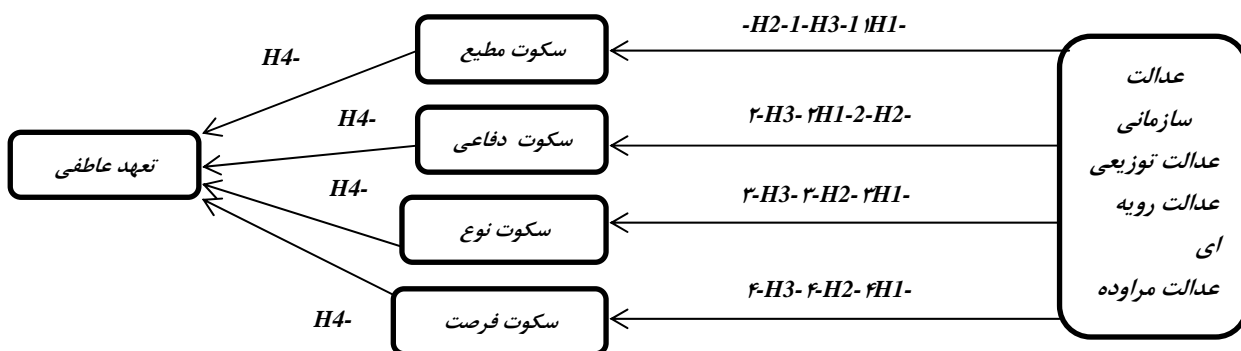 -H2-1-H3-1۱H1-
سکوت مطیع
H4-
عدالت
سازمانی
عدالت توزیعی
عدالت رویه
ای
عدالت مراوده
۲-H3- ۲H1-2-H2-
سکوت دفاعی
H4-
تعهد عاطفی
۳-H3- ۳-H2- ۳H1-
سکوت نوع
H4-
۴-H3- ۴-H2- ۴H1-
سکوت فرصت
H4-